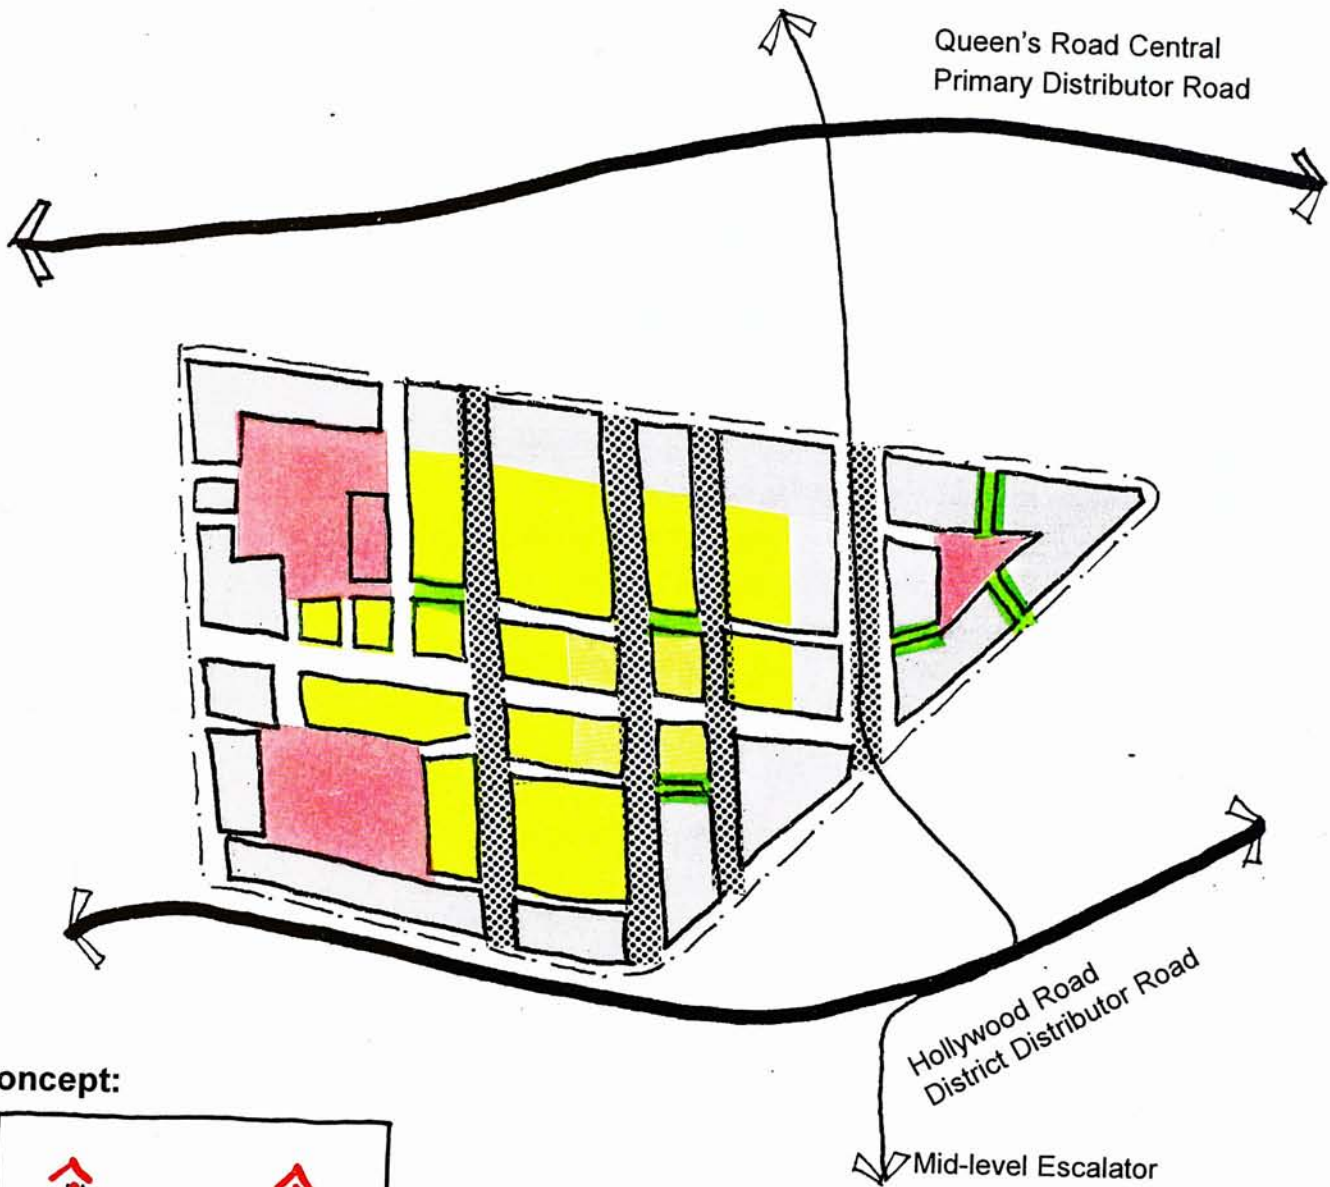 Queen's Road Central
Primary Distributor Road
Hollywood Road
District Distributor Road
oncept:
Mid-level Escalator